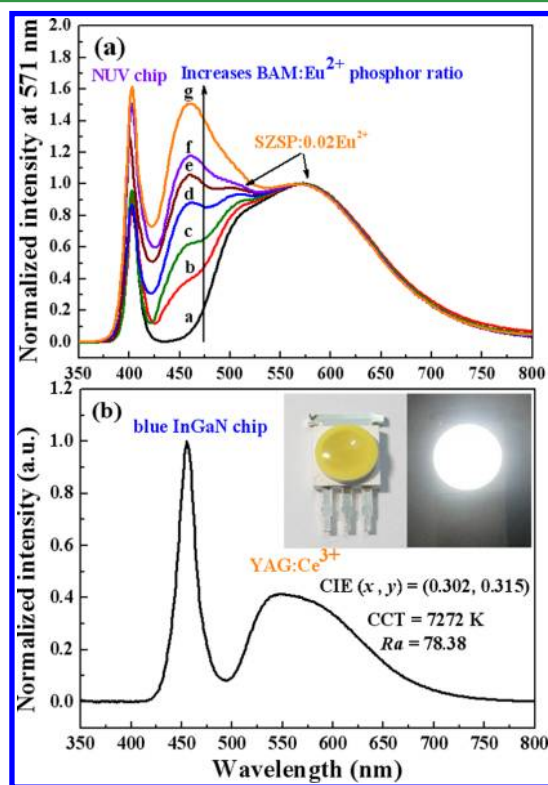 (a)
NUV chip
Increases BAM:Eu²⁺ phosphor ratio
SZSP:0.02Eu²⁺
g
f
e
d
c
b
a
Normalized intensity at 571 nm
1.8
1.6
1.4
1.2
1.0
0.8
0.6
0.4
0.2
0.0
350 400 450 500 550 600 650 700 750 800
(b)
blue InGaN chip
YAG:Ce³⁺
CIE (x , y) = (0.302, 0.315)
CCT = 7272 K
Ra = 78.38
Normalized intensity (a.u.)
1.2
1.0
0.8
0.6
0.4
0.2
0.0
350 400 450 500 550 600 650 700 750 800
Wavelength (nm)